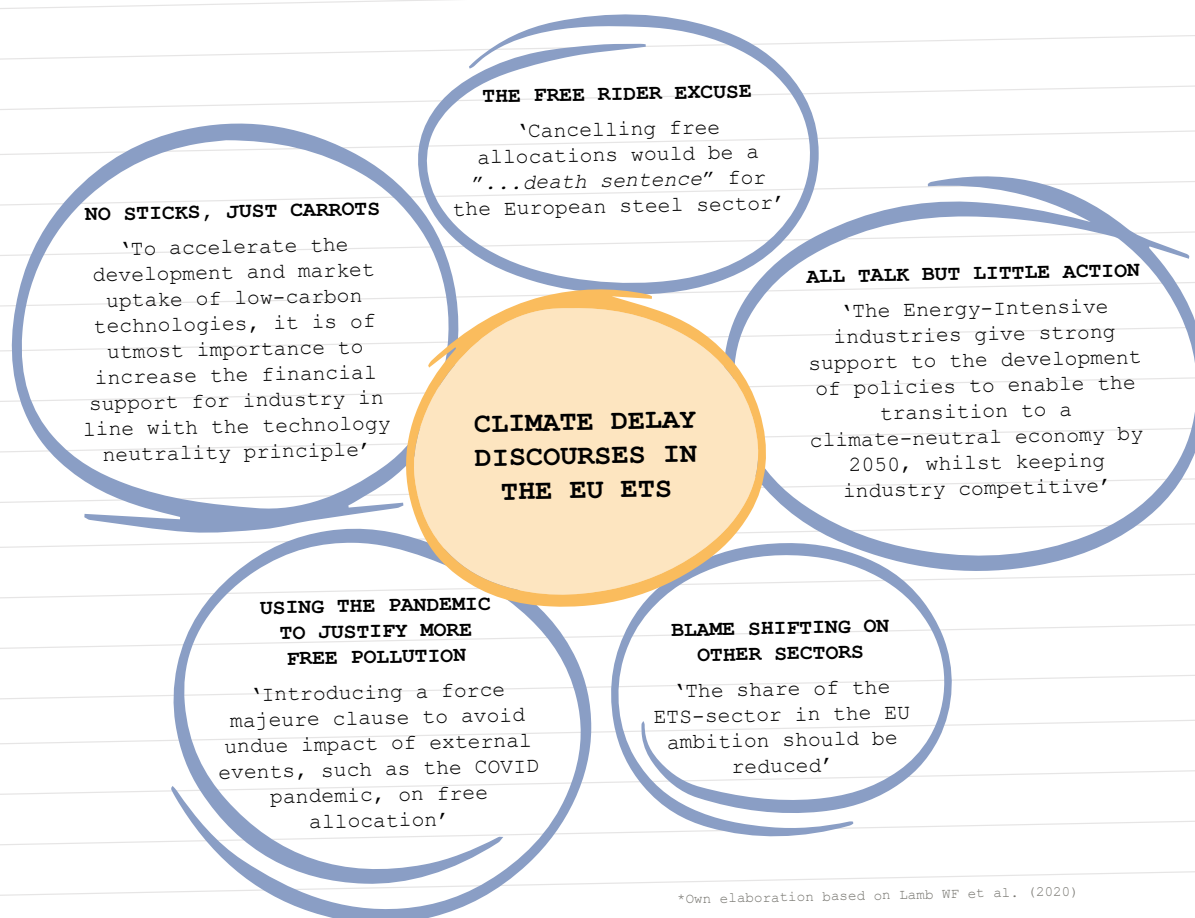 THE FREE RIDER EXCUSE
‘Cancelling free
allocations would be a
”...death sentence” for
the European steel sector’
NO STICKS, JUST CARROTS
‘To accelerate the
development and market
uptake of low-carbon
technologies, it is of
utmost importance to
increase the financial
support for industry in
line with the technology
neutrality principle’
ALL TALK BUT LITTLE ACTION
‘The Energy-Intensive
industries give strong
support to the development
of policies to enable the
transition to a
climate-neutral economy by
2050, whilst keeping
industry competitive’
CLIMATE DELAY
DISCOURSES IN
THE EU ETS
USING THE PANDEMIC
TO JUSTIFY MORE
FREE POLLUTION
‘Introducing a force
majeure clause to avoid
undue impact of external
events, such as the COVID
pandemic, on free
allocation’
BLAME SHIFTING ON
OTHER SECTORS
‘The share of the
ETS-sector in the EU
ambition should be
reduced’
*Own elaboration based on Lamb WF et al. (2020)